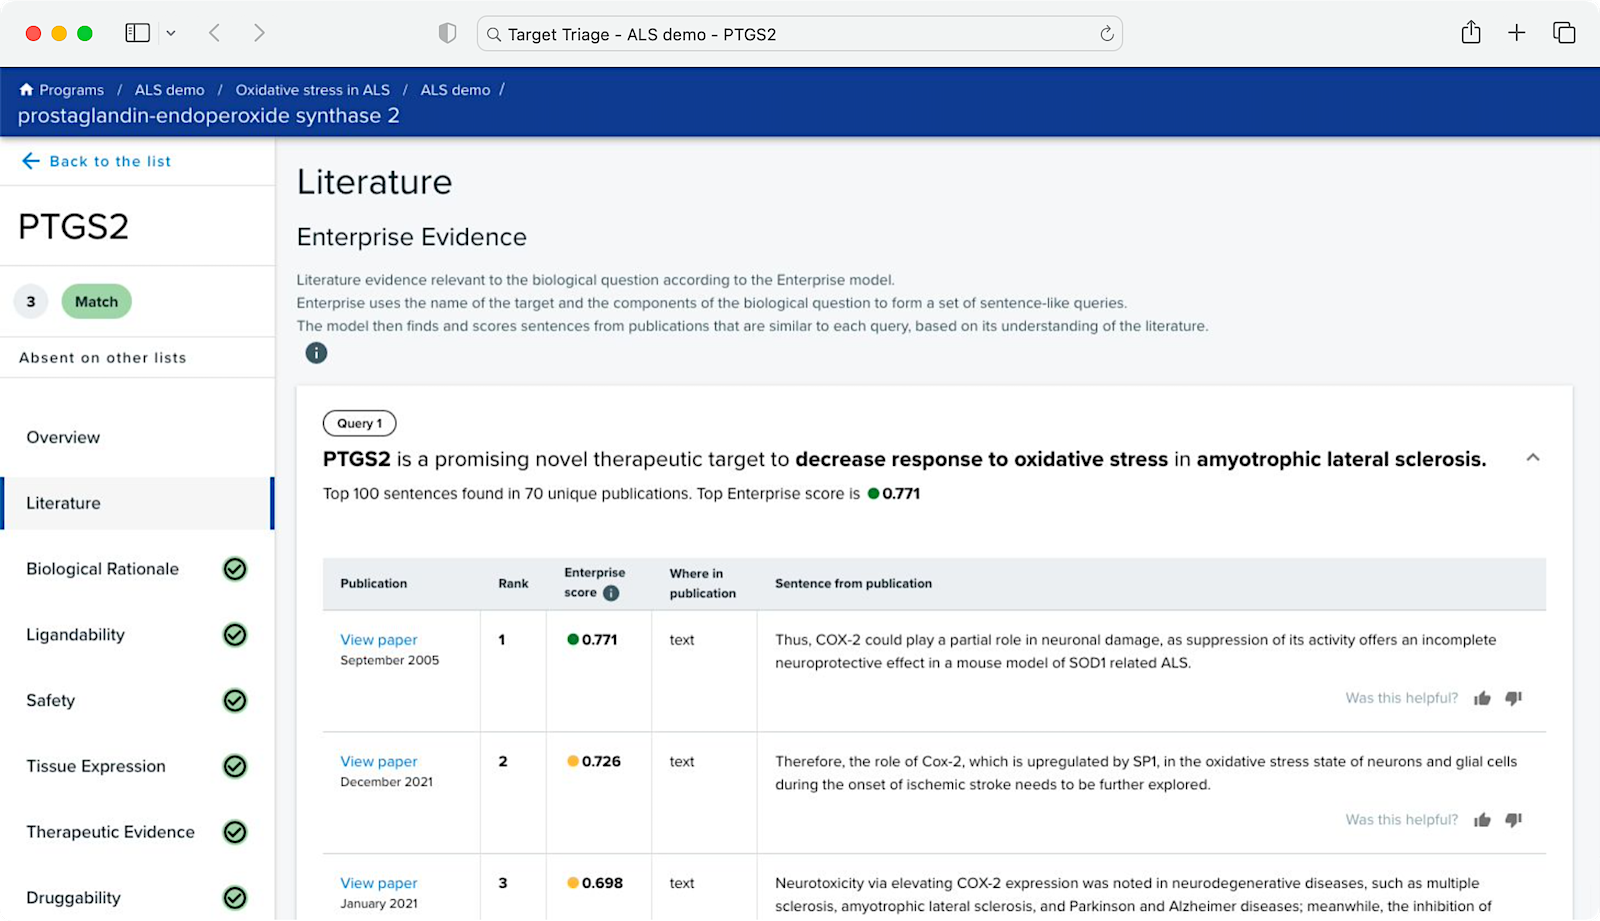 Target Triage - ALS demo - PTGS2
Programs / ALS demo / Oxidative stress in ALS / ALS demo /
prostaglandin-endoperoxide synthase 2
Back to the list
PTGS2
3 Match
Absent on other lists
Overview
Literature
Biological Rationale
Ligandability
Safety
Tissue Expression
Therapeutic Evidence
Druggability
Literature
Enterprise Evidence
Literature evidence relevant to the biological question according to the Enterprise model.
Enterprise uses the name of the target and the components of the biological question to form a set of sentence-like queries.
The model then finds and scores sentences from publications that are similar to each query, based on its understanding of the literature.
i
Query 1
PTGS2 is a promising novel therapeutic target to decrease response to oxidative stress in amyotrophic lateral sclerosis.
Top 100 sentences found in 70 unique publications. Top Enterprise score is 0.771
Publication
Rank
Enterprise
score i
Where in
publication
Sentence from publication
View paper
September 2005
1
0.771
text
Thus, COX-2 could play a partial role in neuronal damage, as suppression of its activity offers an incomplete
neuroprotective effect in a mouse model of SOD1 related ALS.
Was this helpful?
View paper
December 2021
2
0.726
text
Therefore, the role of Cox-2, which is upregulated by SP1, in the oxidative stress state of neurons and glial cells
during the onset of ischemic stroke needs to be further explored.
Was this helpful?
View paper
January 2021
3
0.698
text
Neurotoxicity via elevating COX-2 expression was noted in neurodegenerative diseases, such as multiple
sclerosis, amyotrophic lateral sclerosis, and Parkinson and Alzheimer diseases; meanwhile, the inhibition of